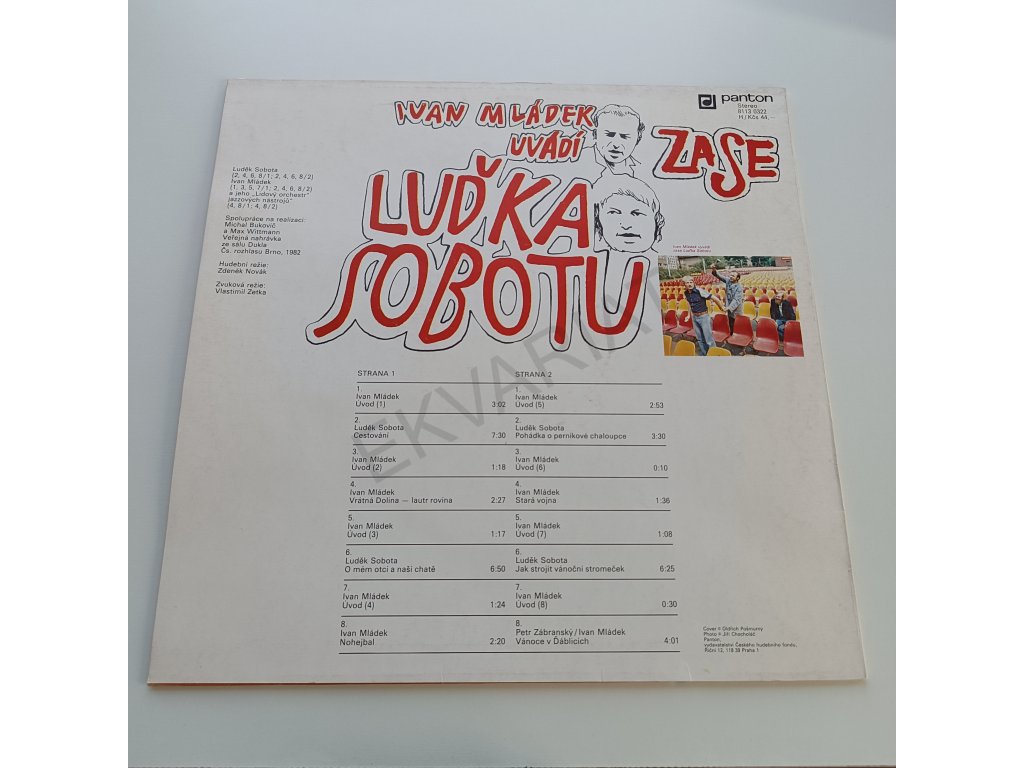 IVAN MLÁDEK
UVÁDÍ
ZASE
LUĎKA
SOBOTU
panton
Stereo
8113 0322
H/Kčs 44,—
Luděk Sobota
(2, 4, 6, 8/1; 2, 4, 6, 8/2)
Ivan Mládek
(1, 3, 5, 7/1; 2, 4, 6, 8/2)
a jeho „Lidový orchestr
jazzových nástrojů“
(4, 8/1; 4, 8/2)
Spolupráce na realizaci:
Michal Bukovič
a Max Wittmann
Veřejná nahrávka
ze sálu Dukla
Čs. rozhlasu Brno, 1982
Hudební režie:
Zdeněk Novák
Zvuková režie:
Vlastimil Zetka
Ivan Mládek uvádí
zase Luďka Sobotu
STRANA 1
1.
Ivan Mládek
Úvod (1) 3:02
2.
Luděk Sobota
Cestování 7:30
3.
Ivan Mládek
Úvod (2) 1:18
4.
Ivan Mládek
Vrátná Dolina — lautr rovina 2:27
5.
Ivan Mládek
Úvod (3) 1:17
6.
Luděk Sobota
O mém otci a naší chatě 6:50
7.
Ivan Mládek
Úvod (4) 1:24
8.
Ivan Mládek
Nohejbal 2:20
STRANA 2
1.
Ivan Mládek
Úvod (5) 2:53
2.
Luděk Sobota
Pohádka o perníkové chaloupce 3:30
3.
Ivan Mládek
Úvod (6) 0:10
4.
Ivan Mládek
Stará vojna 1:36
5.
Ivan Mládek
Úvod (7) 1:08
6.
Luděk Sobota
Jak strojit vánoční stromeček 6:25
7.
Ivan Mládek
Úvod (8) 0:30
8.
Petr Zábranský/Ivan Mládek
Vánoce v Ďáblicích 4:01
Cover © Oldřich Pošmurný
Photo © Jiří Chocholáč
Panton,
vydavatelství Českého hudebního fondu,
Říční 12, 118 39 Praha 1
EKVARIAT